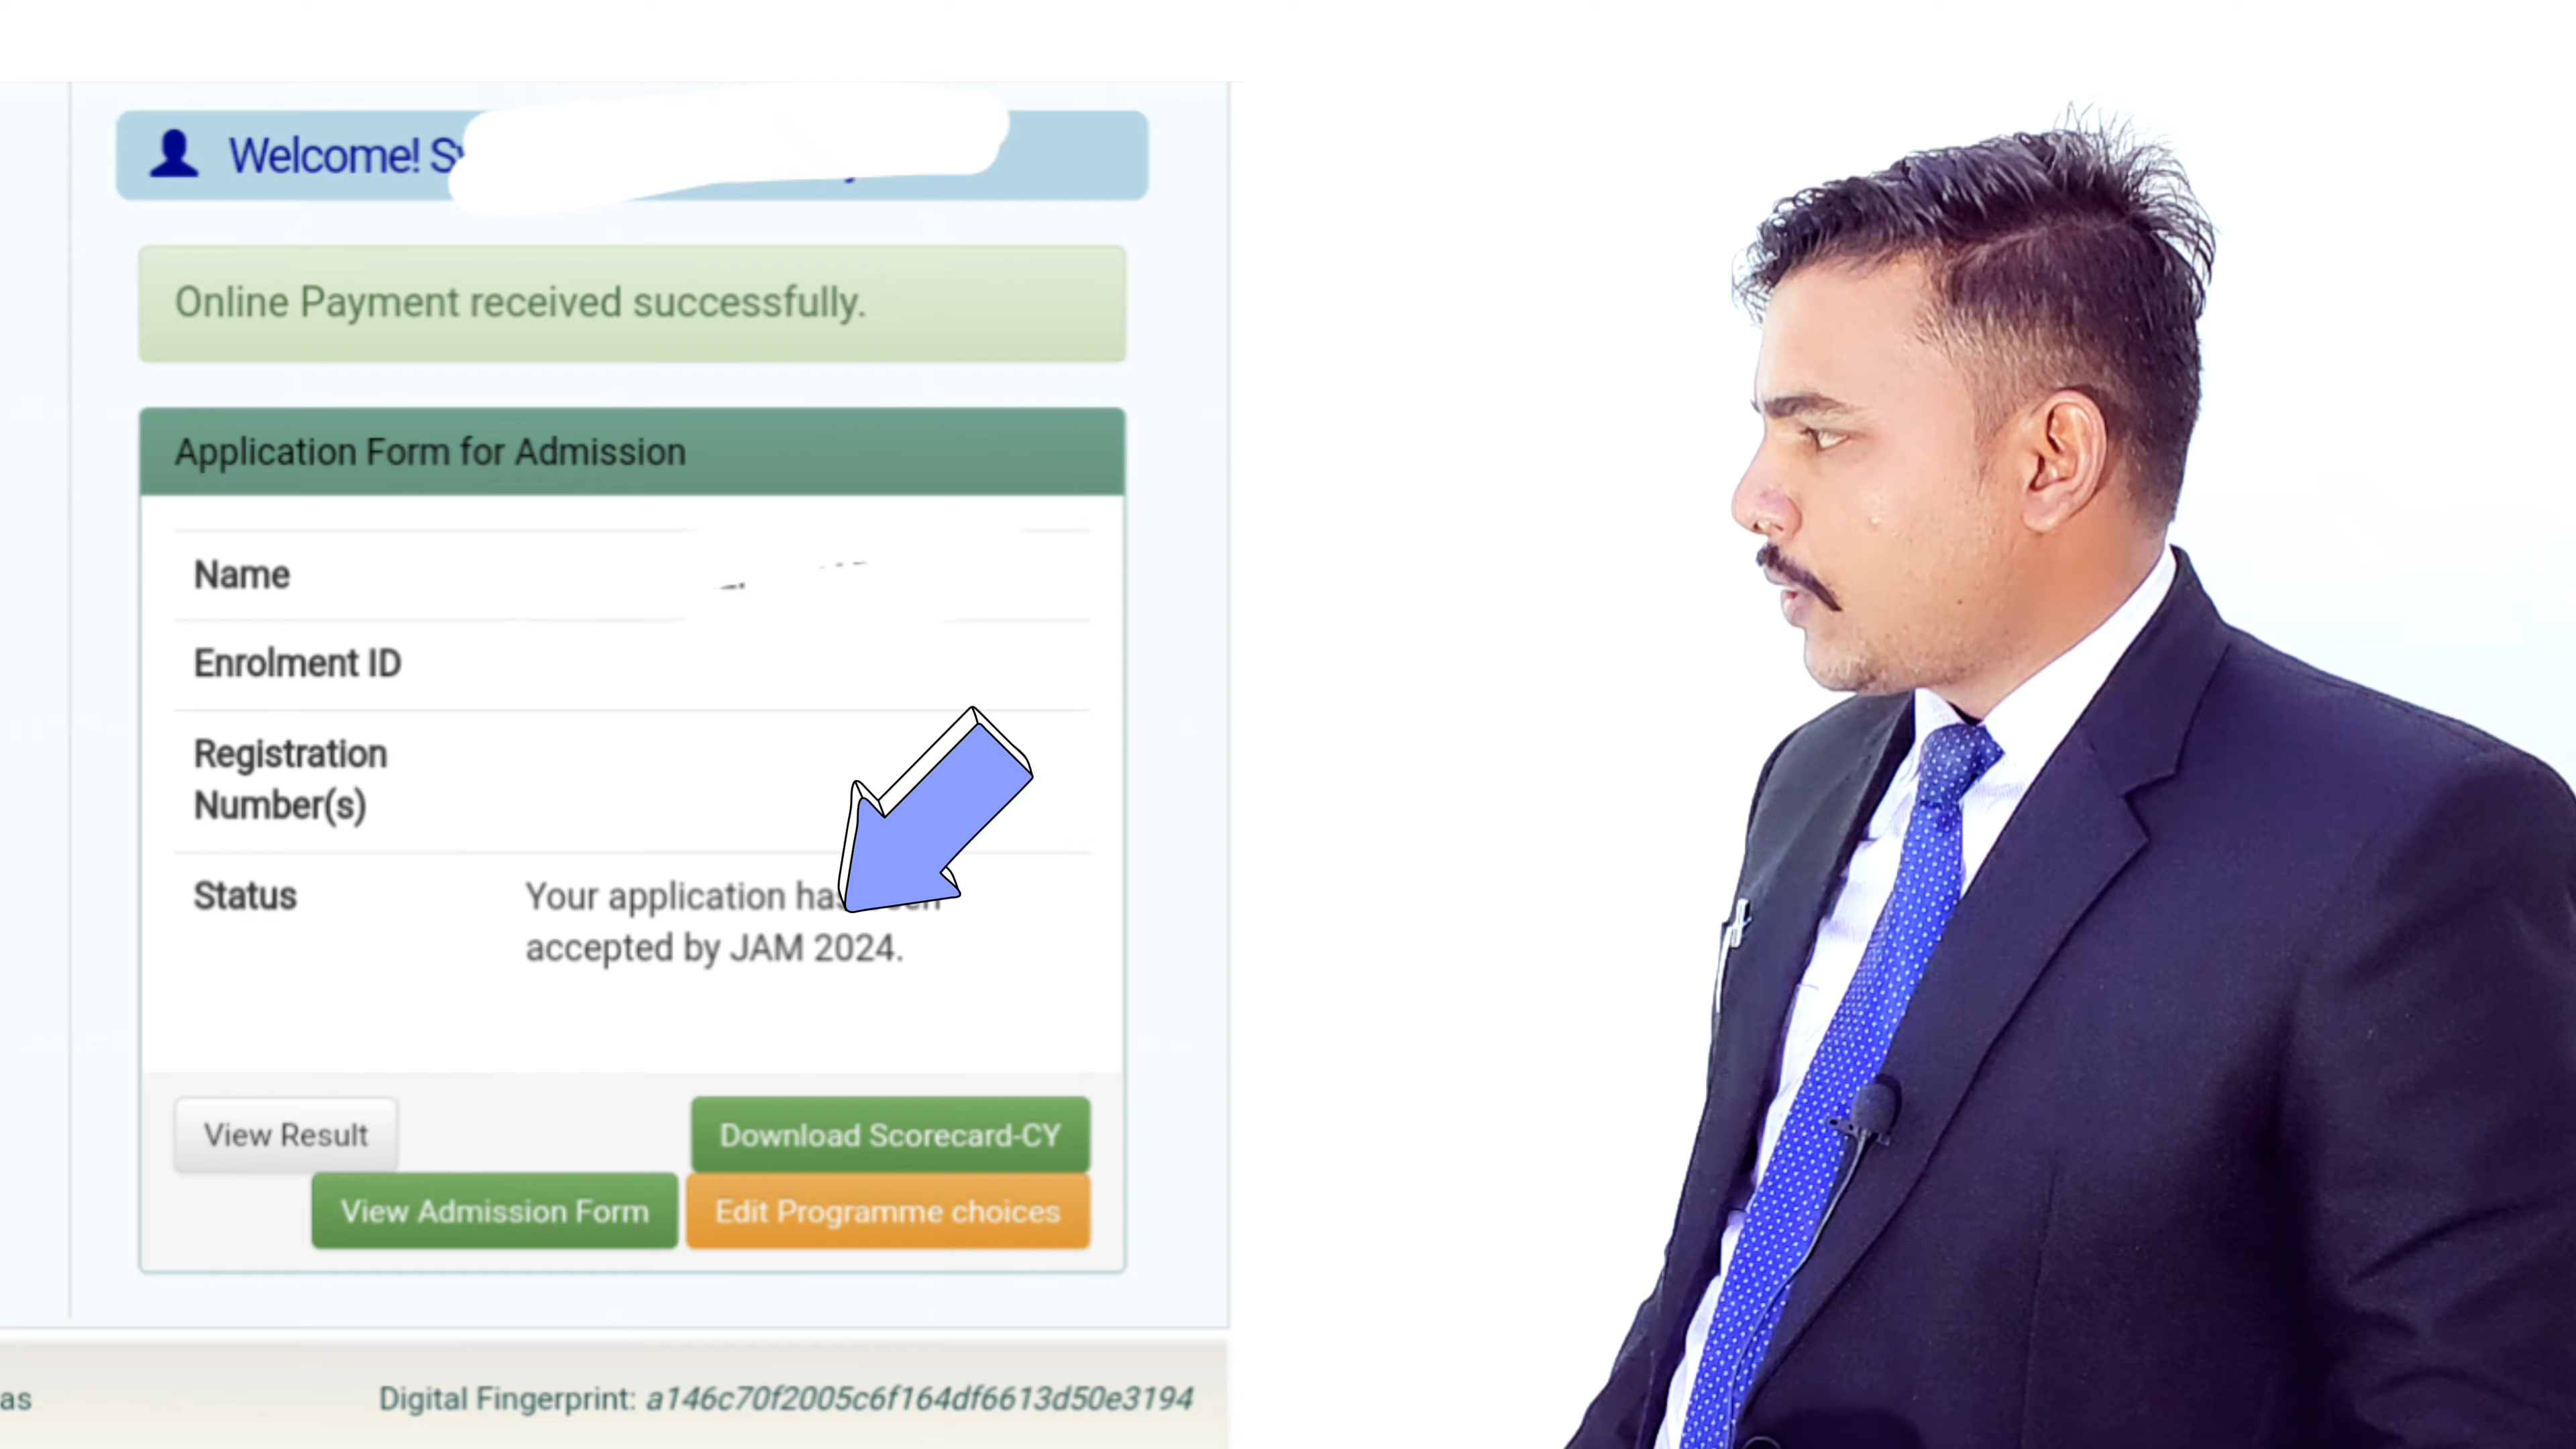 Welcome!
Online Payment received successfully.
Application Form for Admission
Name
Enrolment ID
Registration
Number(s)
Status
Your application
accepted by JAM 2024.
View Result
Download Scorecard-CY
View Admission Form
Edit Programme choices
as
Digital Fingerprint: a146c70f2005c6f164df6613d50e3194